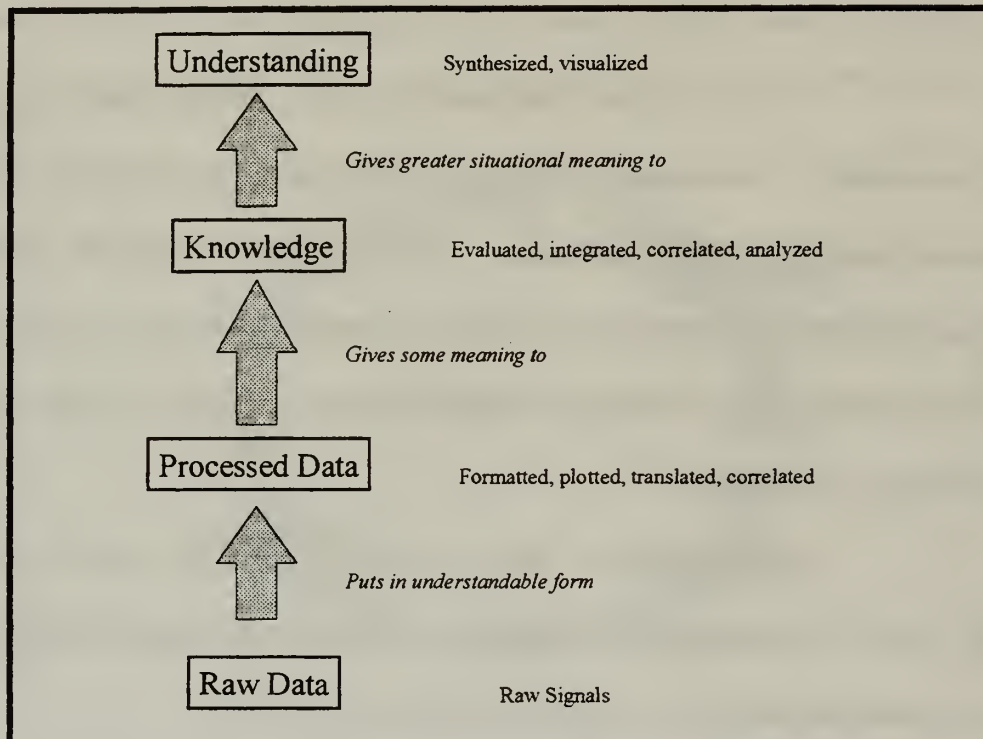 Understanding Synthesized, visualized
Gives greater situational meaning to
Knowledge Evaluated, integrated, correlated, analyzed
Gives some meaning to
Processed Data Formatted, plotted, translated, correlated
Puts in understandable form
Raw Data Raw Signals